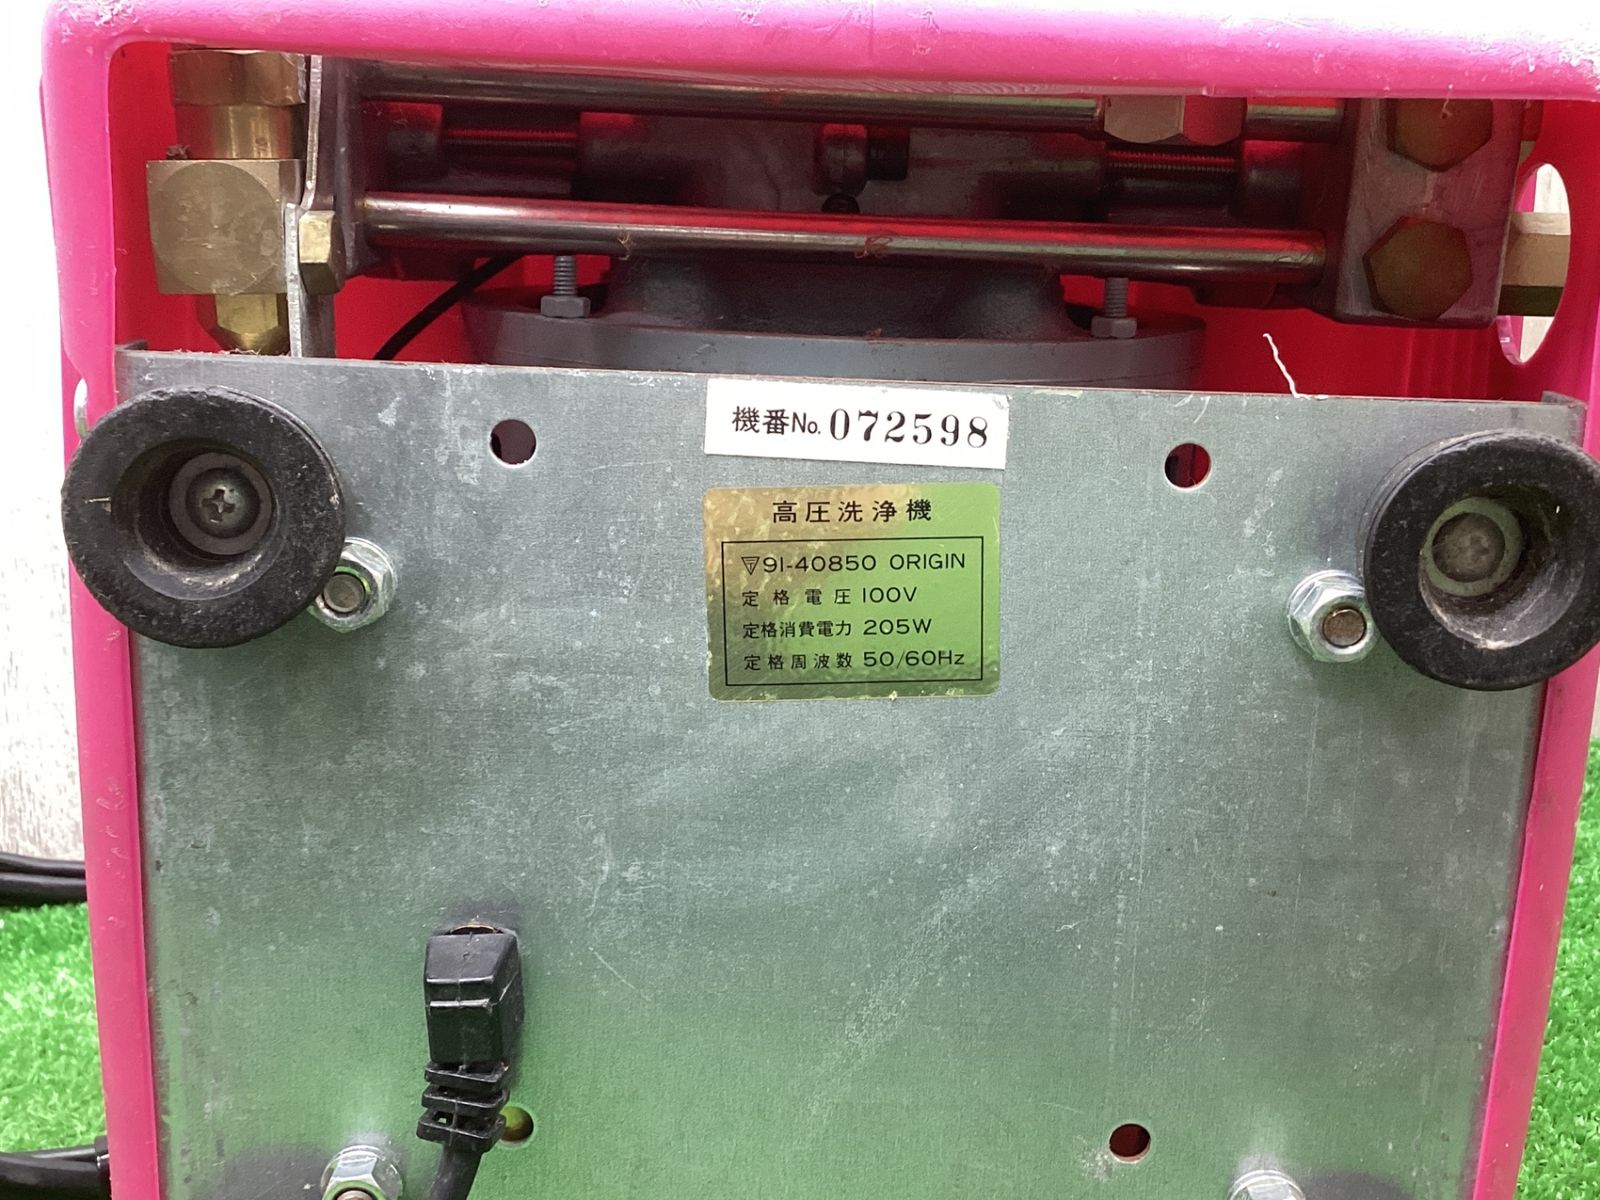 機番No. 072598
高圧洗浄機
91-40850 ORIGIN
定格電圧 100V
定格消費電力 205W
定格周波数 50/60Hz